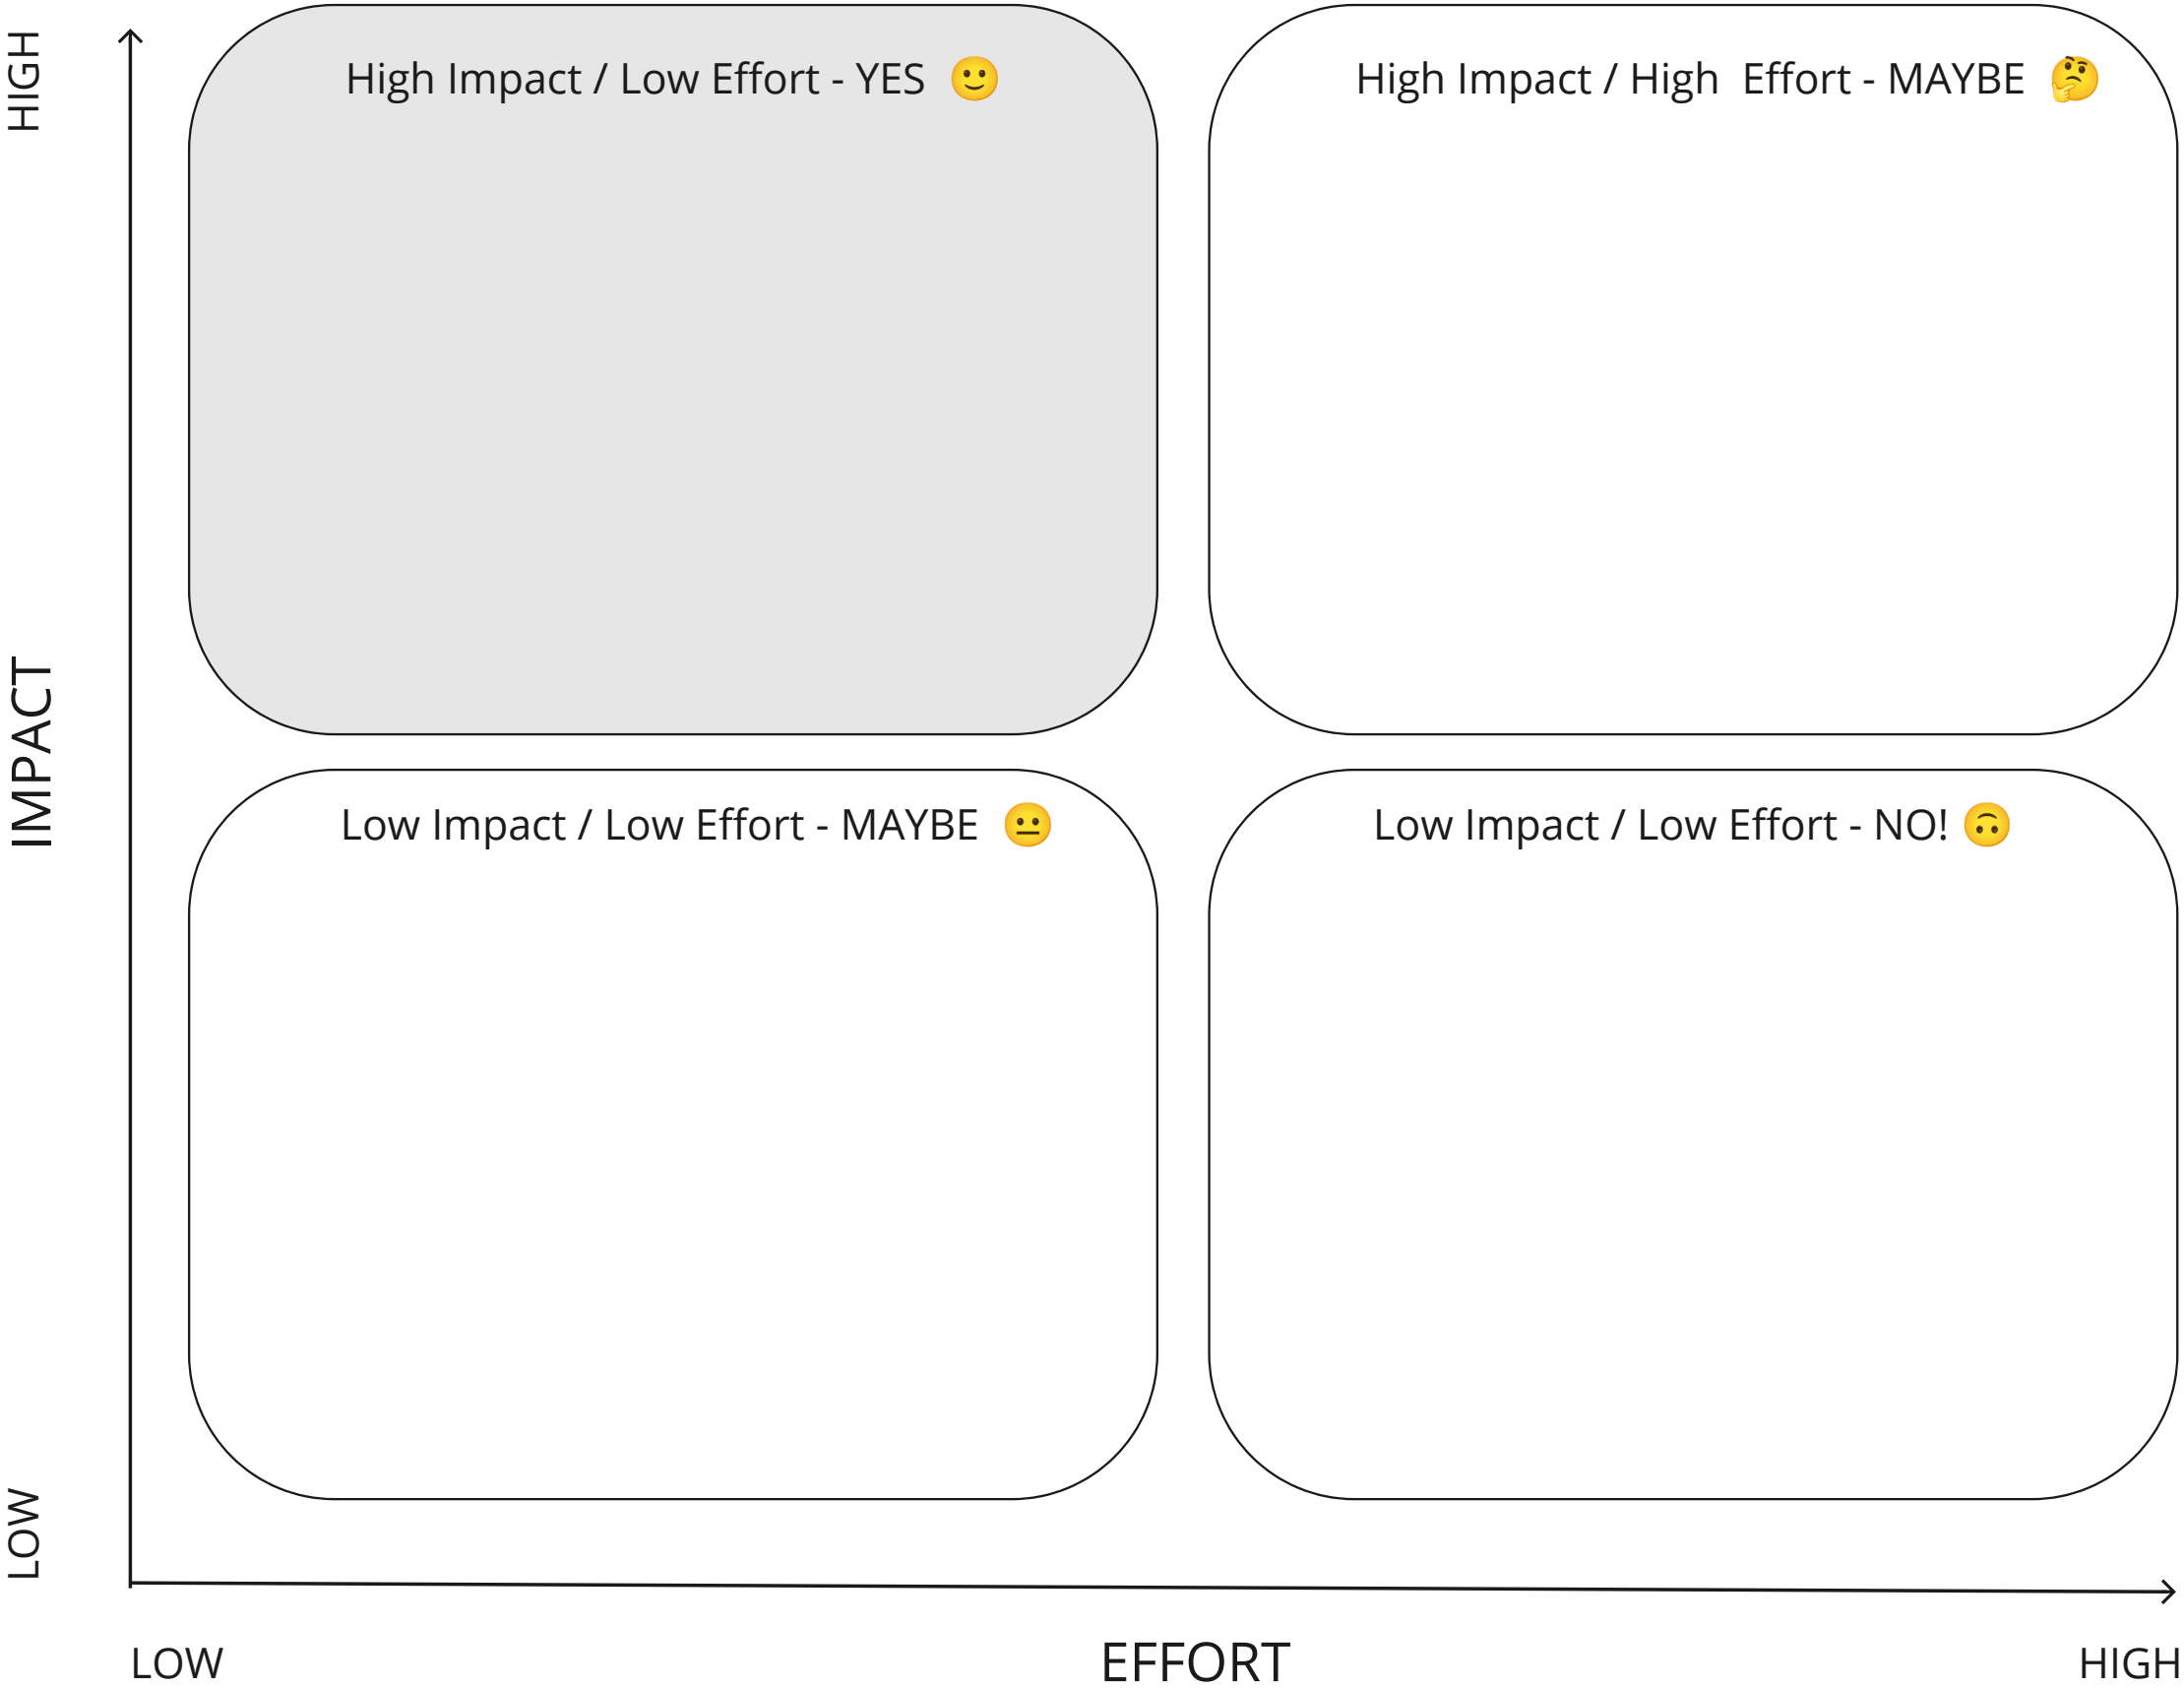 HIGH
High Impact / Low Effort - YES 🙂
High Impact / High  Effort - MAYBE 🤔
IMPACT
Low Impact / Low Effort - MAYBE 😐
Low Impact / Low Effort - NO! 🙃
LOW
LOW
EFFORT
HIGH